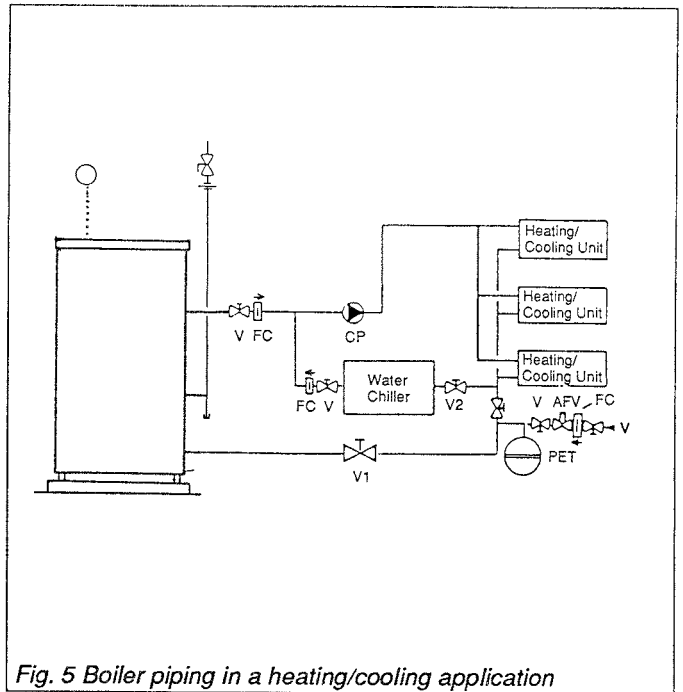 Heating/
Cooling Unit
Heating/
Cooling Unit
Heating/
Cooling Unit
V FC
CP
FC V
Water
Chiller
V2
V AFV FC
V
PET
V1
Fig. 5 Boiler piping in a heating/cooling application